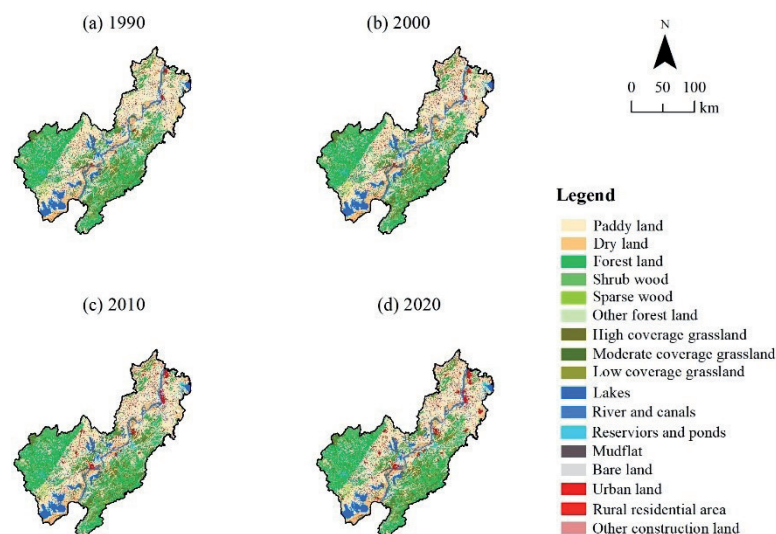 (a) 1990
(b) 2000
N
0 50 100
km
(c) 2010
(d) 2020
Legend
Paddy land
Dry land
Forest land
Shrub wood
Sparse wood
Other forest land
High coverage grassland
Moderate coverage grassland
Low coverage grassland
Lakes
River and canals
Reserviors and ponds
Mudflat
Bare land
Urban land
Rural residential area
Other construction land